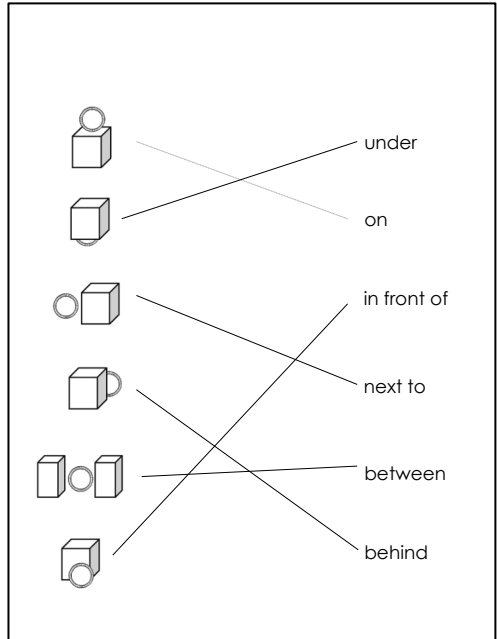 under
on
in front of
next to
between
behind